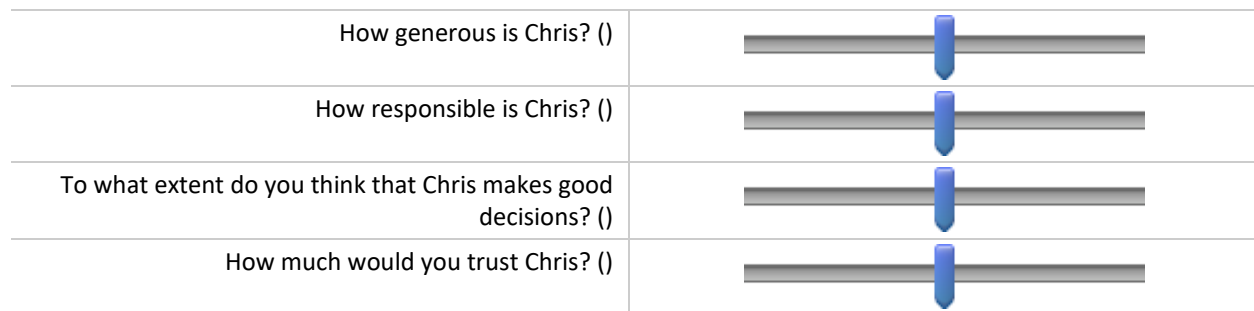 How generous is Chris? ()
How responsible is Chris? ()
To what extent do you think that Chris makes good
decisions? ()
How much would you trust Chris? ()